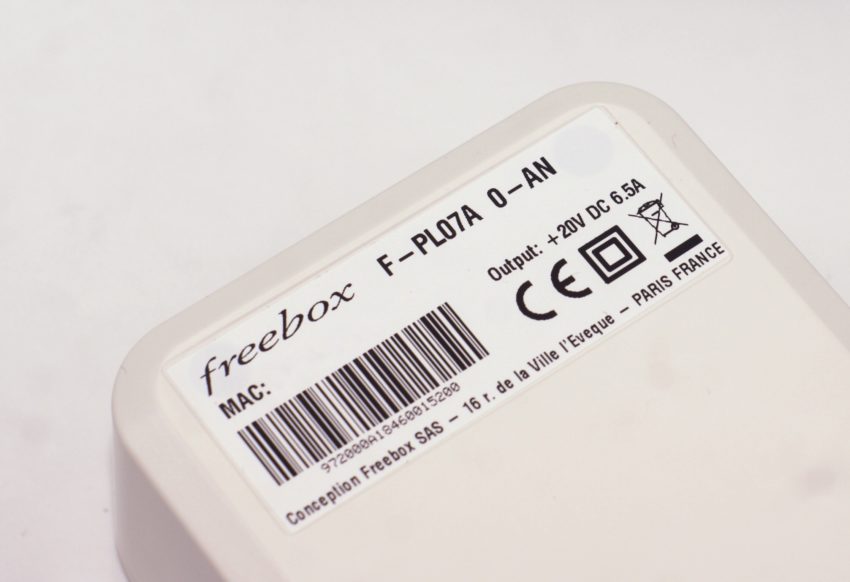 freebox F-PL07A 0-AN
MAC:
Output: +20V DC 6.5A
CE
972000A18460015200
Conception Freebox SAS - 16 r. de la Ville l'Eveque - PARIS FRANCE